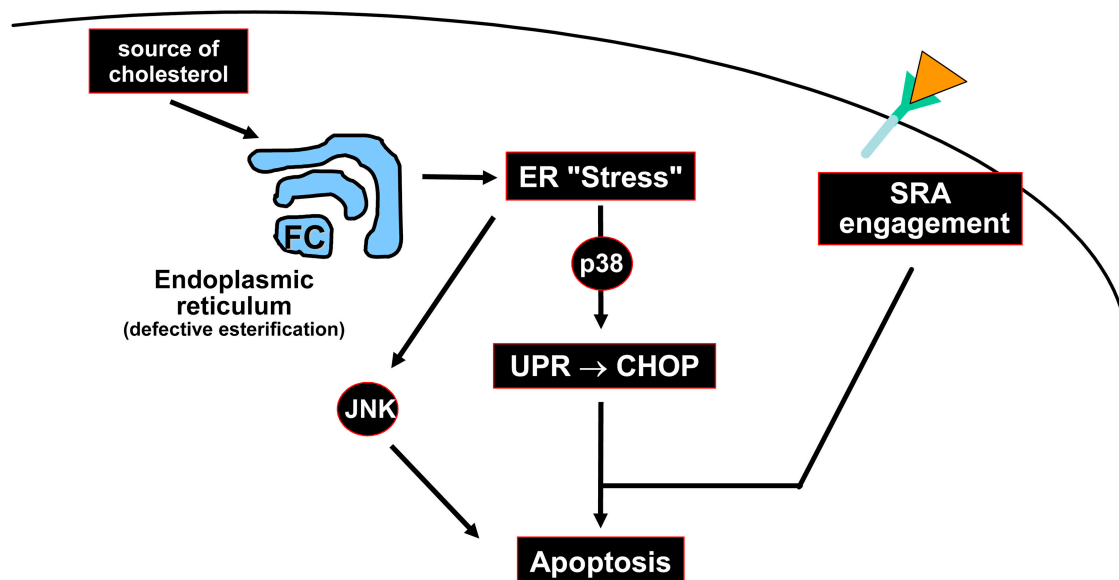 source of
cholesterol
ER "Stress"
SRA
engagement
FC
p38
Endoplasmic
reticulum
(defective esterification)
UPR → CHOP
JNK
Apoptosis